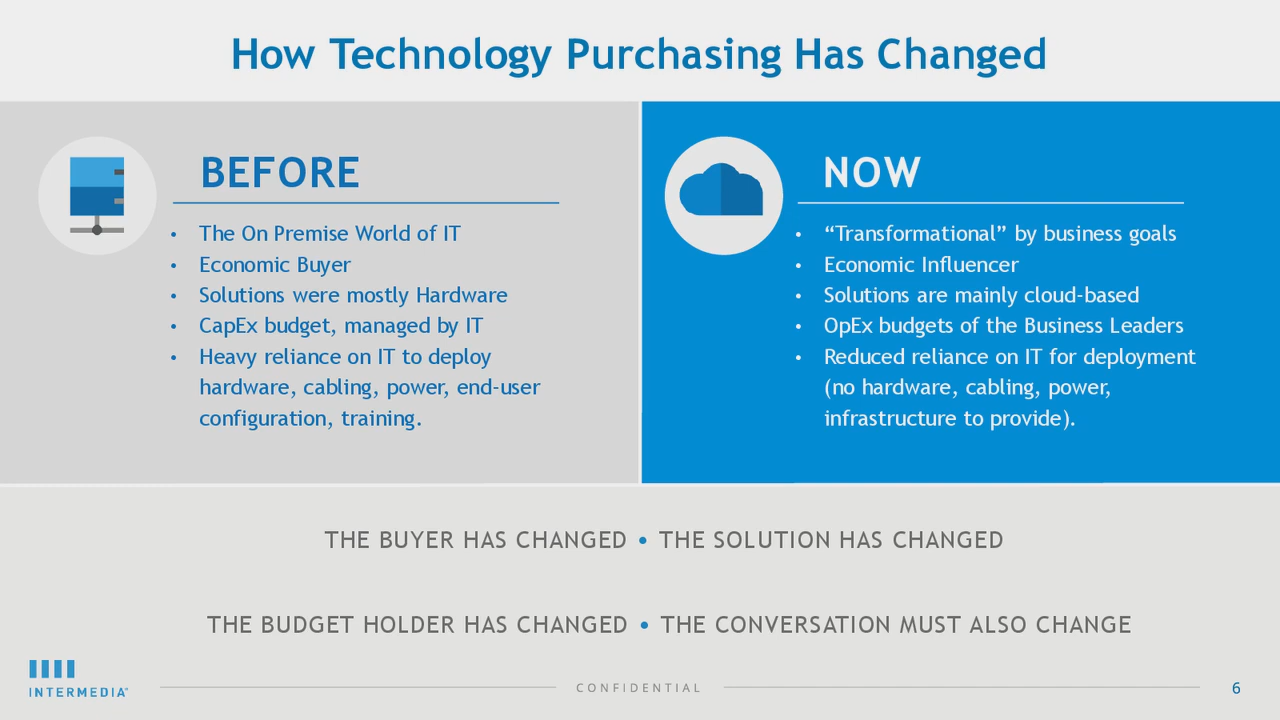 How Technology Purchasing Has Changed
BEFORE
• The On Premise World of IT
• Economic Buyer
• Solutions were mostly Hardware
• CapEx budget, managed by IT
• Heavy reliance on IT to deploy
hardware, cabling, power, end-user
configuration, training.
NOW
• “Transformational” by business goals
• Economic Influencer
• Solutions are mainly cloud-based
• OpEx budgets of the Business Leaders
• Reduced reliance on IT for deployment
(no hardware, cabling, power,
infrastructure to provide).
THE BUYER HAS CHANGED • THE SOLUTION HAS CHANGED
THE BUDGET HOLDER HAS CHANGED • THE CONVERSATION MUST ALSO CHANGE
INTERMEDIA
CONFIDENTIAL
6